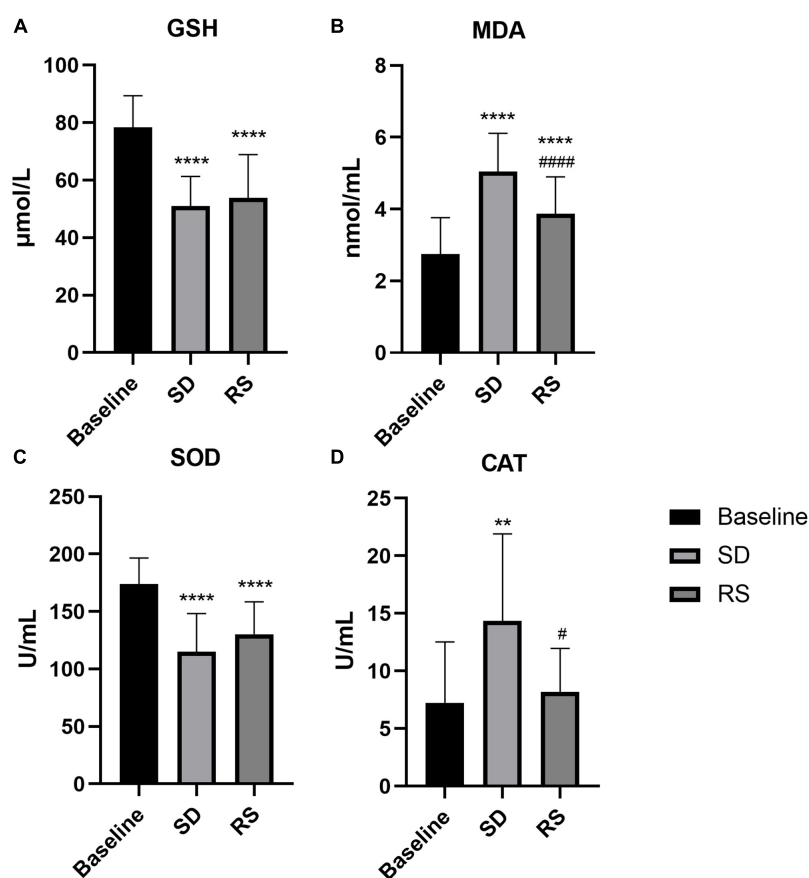 A
GSH
µmol/L
100
80
60
40
20
0
****
****
Baseline
SD
RS
B
MDA
nmol/mL
8
6
4
2
0
****
****
####
Baseline
SD
RS
C
SOD
U/mL
250
200
150
100
50
0
****
****
Baseline
SD
RS
D
CAT
U/mL
25
20
15
10
5
0
**
#
Baseline
SD
RS
Baseline
SD
RS